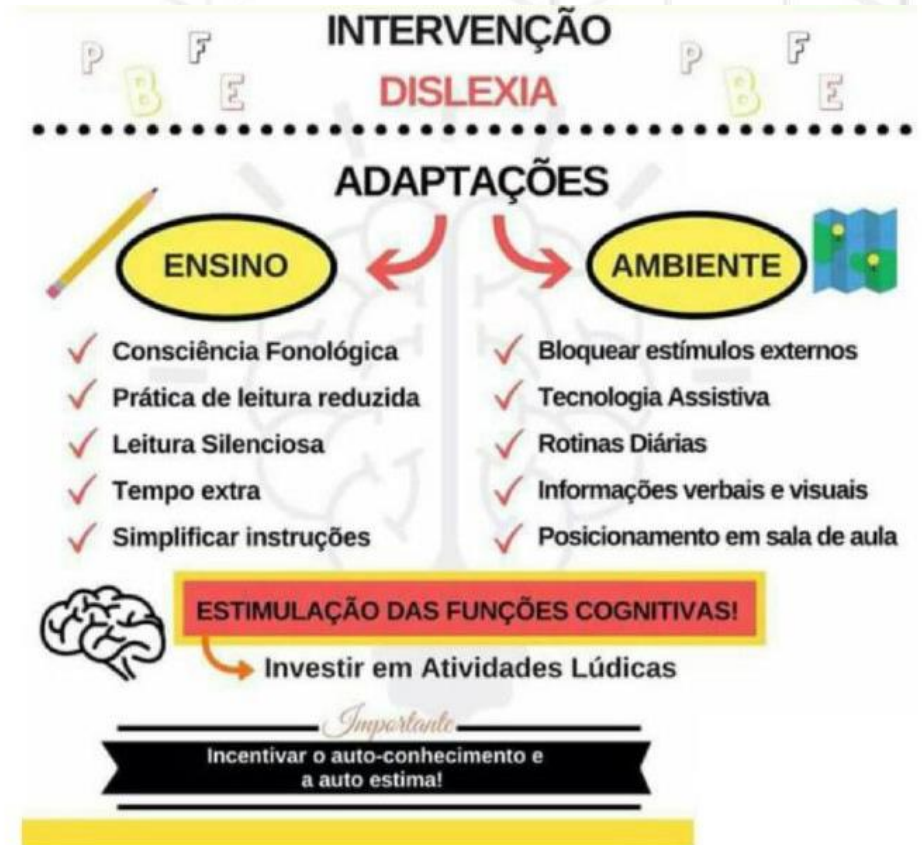 P B F E
INTERVENÇÃO
P B F E
DISLEXIA
ADAPTAÇÕES
ENSINO
Consciência Fonológica
Prática de leitura reduzida
Leitura Silenciosa
Tempo extra
Simplificar instruções
AMBIENTE
Bloquear estímulos externos
Tecnologia Assistiva
Rotinas Diárias
Informações verbais e visuais
Posicionamento em sala de aula
ESTIMULAÇÃO DAS FUNÇÕES COGNITIVAS!
Investir em Atividades Lúdicas
Importante
Incentivar o auto-conhecimento e
a auto estima!